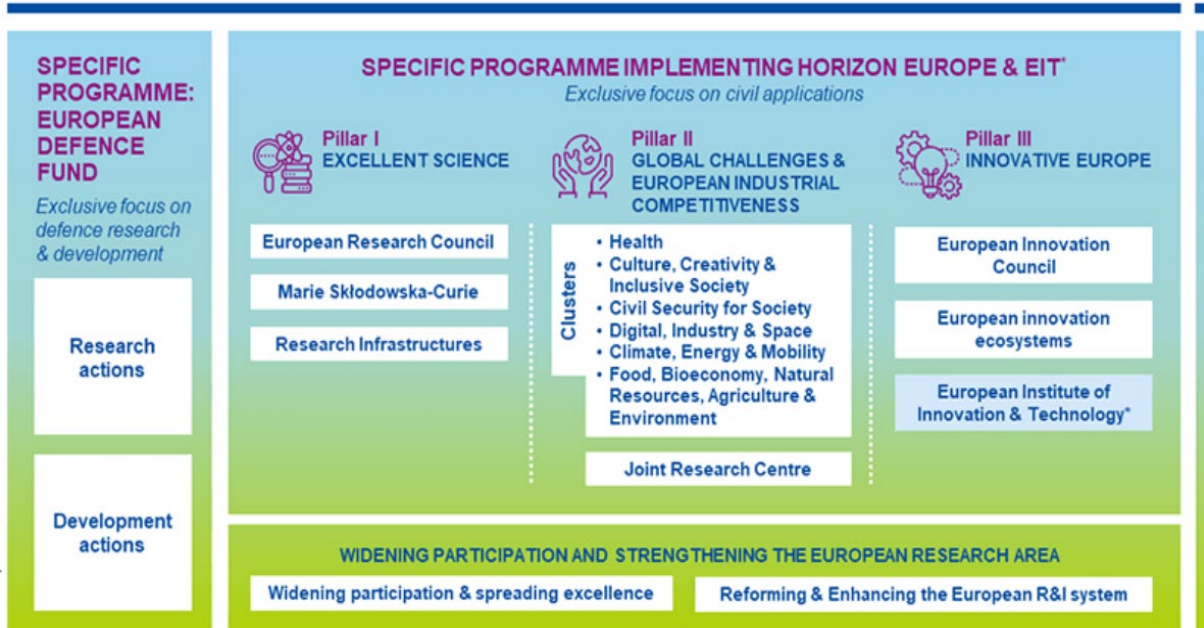 SPECIFIC
PROGRAMME:
EUROPEAN
DEFENCE
FUND
Exclusive focus on
defence research
& development
Research
actions
Development
actions
SPECIFIC PROGRAMME IMPLEMENTING HORIZON EUROPE & EIT*
Exclusive focus on civil applications
Pillar I
EXCELLENT SCIENCE
European Research Council
Marie Skłodowska-Curie
Research Infrastructures
Pillar II
GLOBAL CHALLENGES &
EUROPEAN INDUSTRIAL
COMPETITIVENESS
Clusters
• Health
• Culture, Creativity &
Inclusive Society
• Civil Security for Society
• Digital, Industry & Space
• Climate, Energy & Mobility
• Food, Bioeconomy, Natural
Resources, Agriculture &
Environment
Joint Research Centre
Pillar III
INNOVATIVE EUROPE
European Innovation
Council
European innovation
ecosystems
European Institute of
Innovation & Technology*
WIDENING PARTICIPATION AND STRENGTHENING THE EUROPEAN RESEARCH AREA
Widening participation & spreading excellence
Reforming & Enhancing the European R&I system